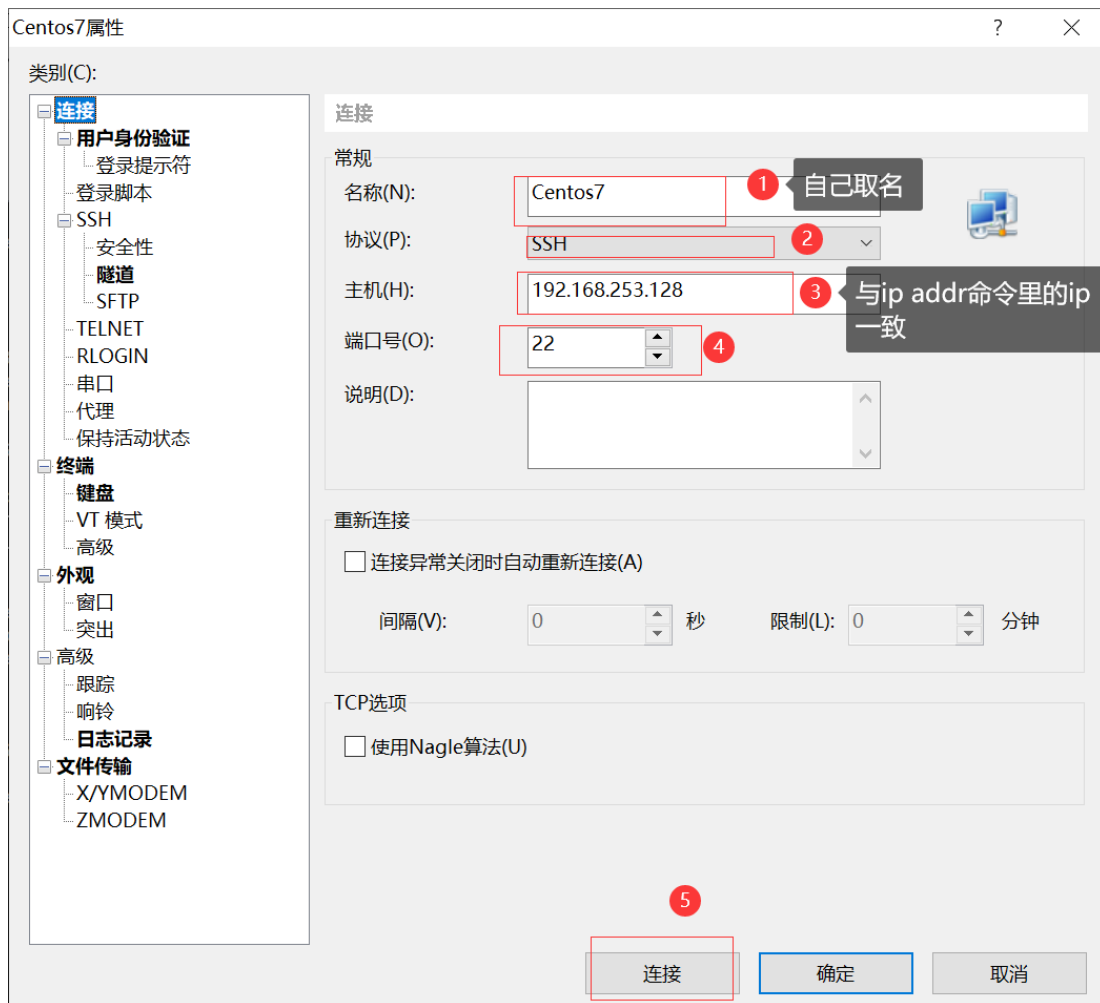 Centos7属性
?
类别(C):
连接
用户身份验证
登录提示符
登录脚本
SSH
安全性
隧道
SFTP
TELNET
RLOGIN
串口
代理
保持活动状态
终端
键盘
VT 模式
高级
外观
窗口
突出
高级
跟踪
响铃
日志记录
文件传输
X/YMODEM
ZMODEM
连接
常规
名称(N):
Centos7
1
自己取名
协议(P):
SSH
2
主机(H):
192.168.253.128
3
与ip addr命令里的ip
一致
端口号(O):
22
4
说明(D):
重新连接
连接异常关闭时自动重新连接(A)
间隔(V):
0
秒
限制(L):
0
分钟
TCP选项
使用Nagle算法(U)
5
连接
确定
取消